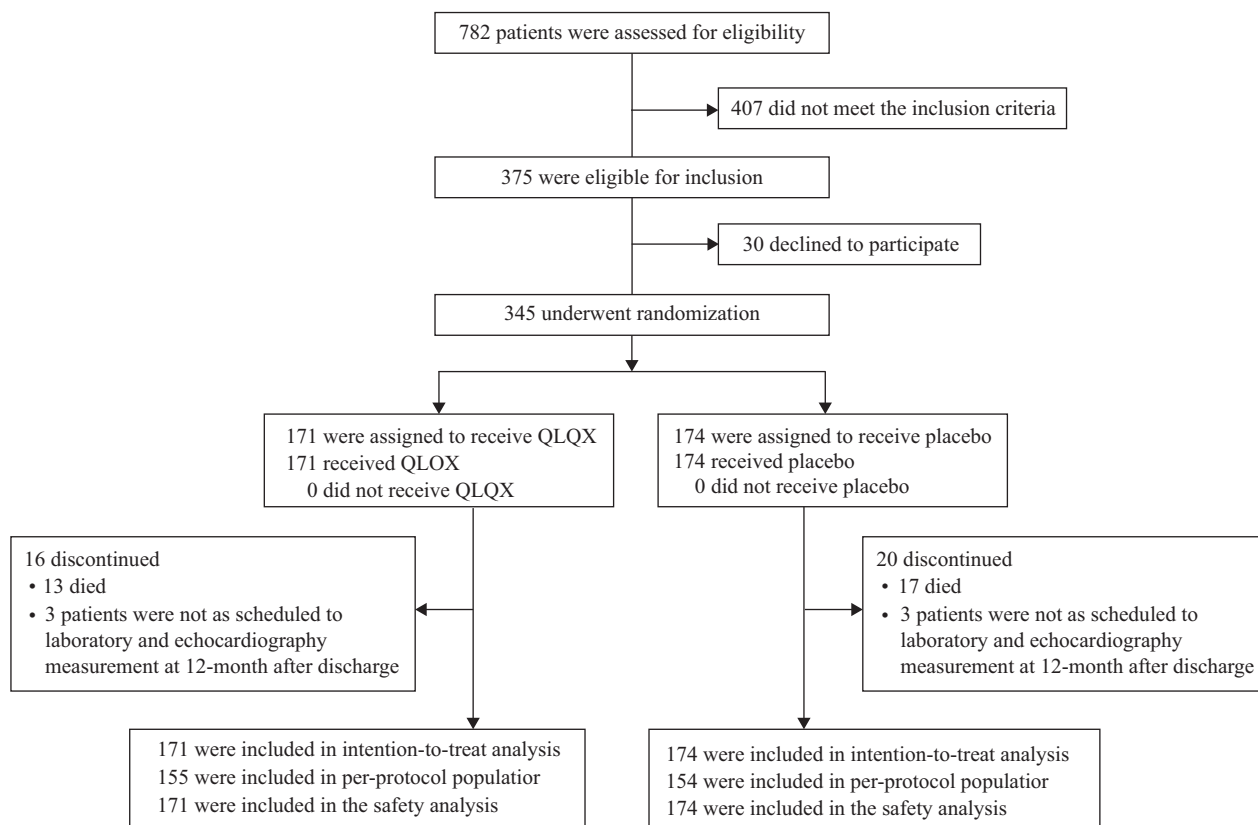 782 patients were assessed for eligibility
407 did not meet the inclusion criteria
375 were eligible for inclusion
30 declined to participate
345 underwent randomization
171 were assigned to receive QLQX
171 received QLOX
0 did not receive QLQX
174 were assigned to receive placebo
174 received placebo
0 did not receive placebo
16 discontinued
• 13 died
• 3 patients were not as scheduled to
laboratory and echocardiography
measurement at 12-month after discharge
20 discontinued
• 17 died
• 3 patients were not as scheduled to
laboratory and echocardiography
measurement at 12-month after discharge
171 were included in intention-to-treat analysis
155 were included in per-protocol populatior
171 were included in the safety analysis
174 were included in intention-to-treat analysis
154 were included in per-protocol populatior
174 were included in the safety analysis